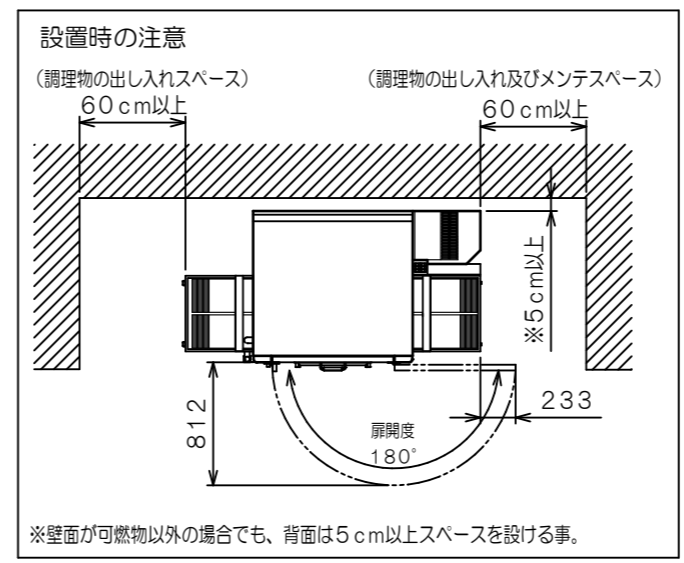 設置時の注意
（調理物の出し入れスペース）
60cm以上
（調理物の出し入れ及びメンテスペース）
60cm以上
※5cm以上
812
233
扉開度
180°
※壁面が可燃物以外の場合でも、背面は5cm以上スペースを設ける事。